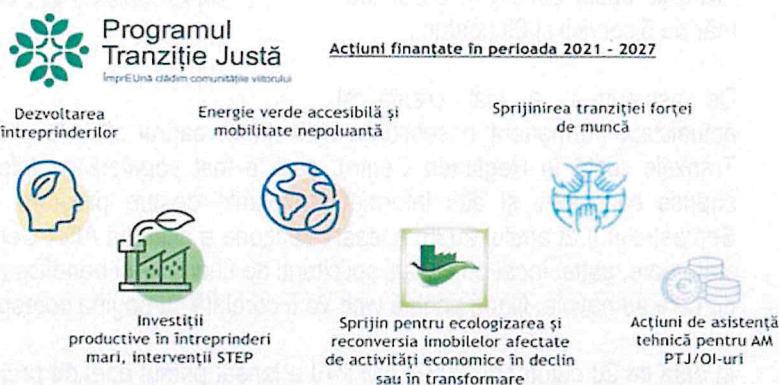 Programul
Tranziție Justă
ÎmprEUnă clădim comunitățile viitorului
Acțiuni finanțate în perioada 2021 - 2027
Dezvoltarea
întreprinderilor
Energie verde accesibilă și
mobilitate nepoluantă
Sprijinirea tranziției forței
de muncă
Investiții
productive în întreprinderi
mari, intervenții STEP
Sprijin pentru ecologizarea și
reconversia imobilelor afectate
de activități economice în declin
sau în transformare
Acțiuni de asistență
tehnică pentru AM
PTJ/OI-uri